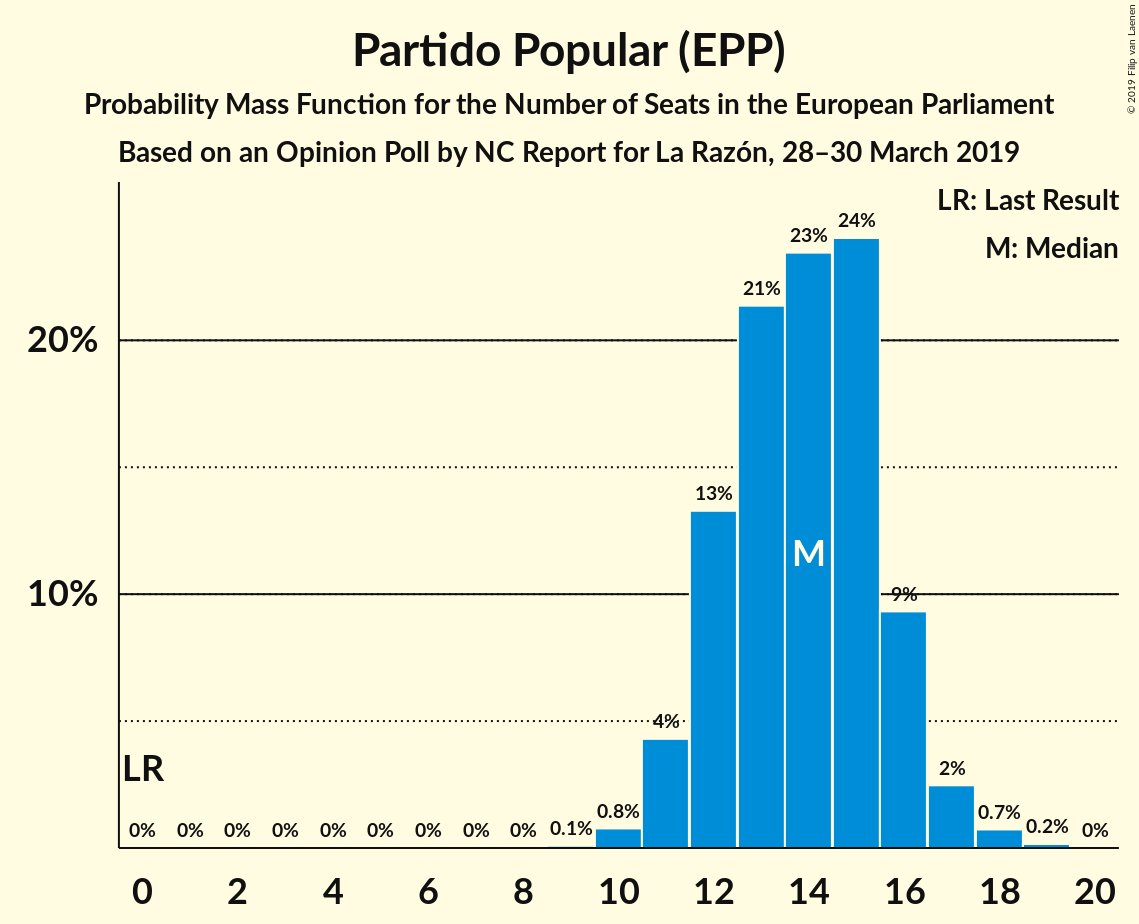 Partido Popular (EPP)
Probability Mass Function for the Number of Seats in the European Parliament
Based on an Opinion Poll by NC Report for La Razón, 28–30 March 2019
© 2019 Filip van Laenen
LR: Last Result
M: Median
24%
23%
21%
20%
13%
M
10%
9%
4%
LR
2%
0% 0% 0% 0% 0% 0% 0% 0% 0% 0.1% 0.8% 0.7% 0.2% 0%
0 2 4 6 8 10 12 14 16 18 20